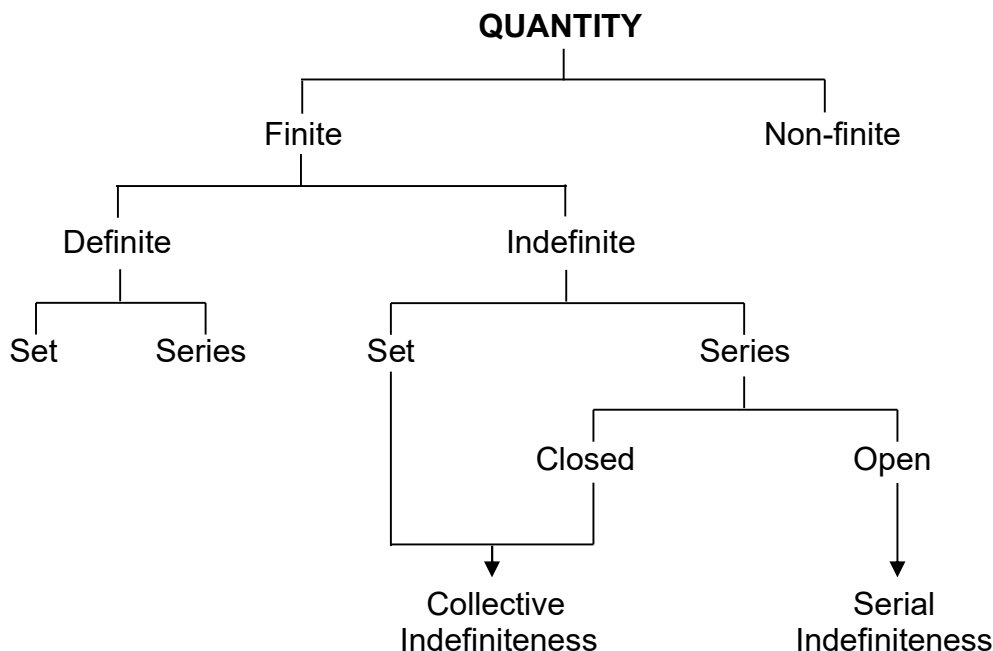 QUANTITY
Finite
Non-finite
Definite
Indefinite
Set
Series
Set
Series
Closed
Open
Collective
Indefiniteness
Serial
Indefiniteness